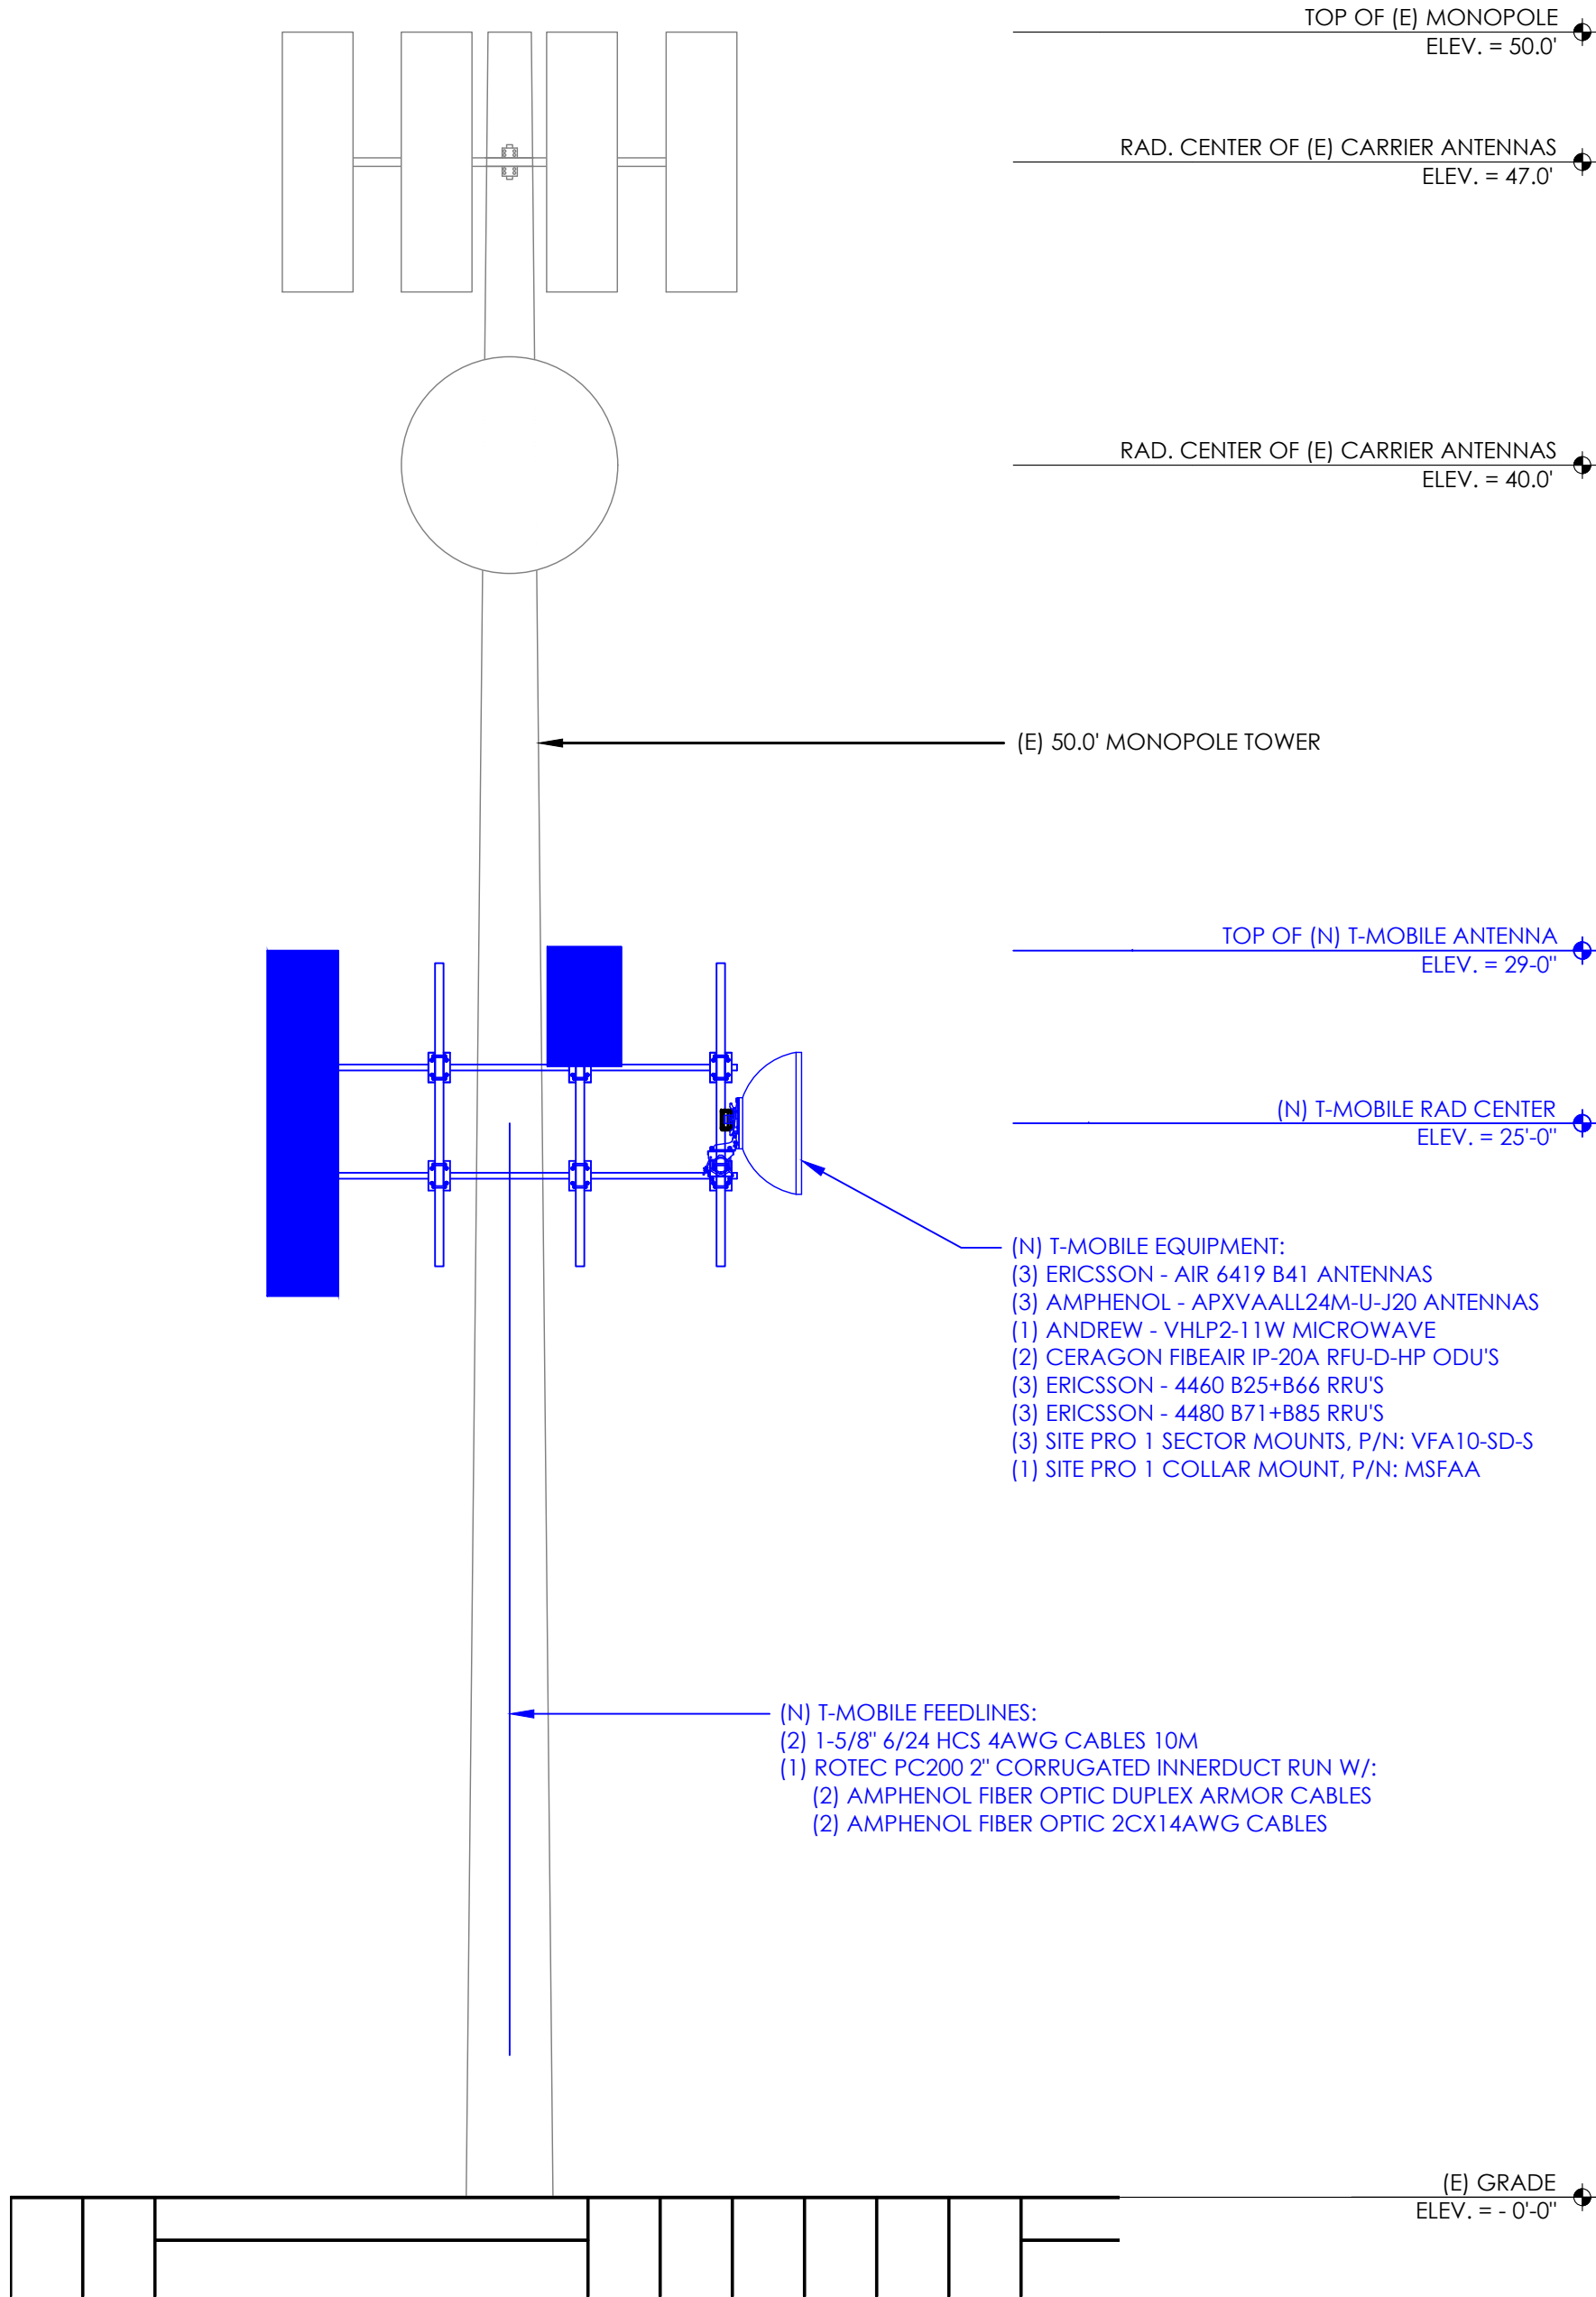 TOP OF (E) MONOPOLE
ELEV. = 50.0'
RAD. CENTER OF (E) CARRIER ANTENNAS
ELEV. = 47.0'
RAD. CENTER OF (E) CARRIER ANTENNAS
ELEV. = 40.0'
(E) 50.0' MONOPOLE TOWER
TOP OF (N) T-MOBILE ANTENNA
ELEV. = 29-0"
(N) T-MOBILE RAD CENTER
ELEV. = 25'-0"
(N) T-MOBILE EQUIPMENT:
(3) ERICSSON - AIR 6419 B41 ANTENNAS
(3) AMPHENOL - APXVAALL24M-U-J20 ANTENNAS
(1) ANDREW - VHLP2-11W MICROWAVE
(2) CERAGON FIBEAIR IP-20A RFU-D-HP ODU'S
(3) ERICSSON - 4460 B25+B66 RRU'S
(3) ERICSSON - 4480 B71+B85 RRU'S
(3) SITE PRO 1 SECTOR MOUNTS, P/N: VFA10-SD-S
(1) SITE PRO 1 COLLAR MOUNT, P/N: MSFAA
(N) T-MOBILE FEEDLINES:
(2) 1-5/8" 6/24 HCS 4AWG CABLES 10M
(1) ROTEC PC200 2" CORRUGATED INNERDUCT RUN W/:
(2) AMPHENOL FIBER OPTIC DUPLEX ARMOR CABLES
(2) AMPHENOL FIBER OPTIC 2CX14AWG CABLES
(E) GRADE
ELEV. = - 0'-0"